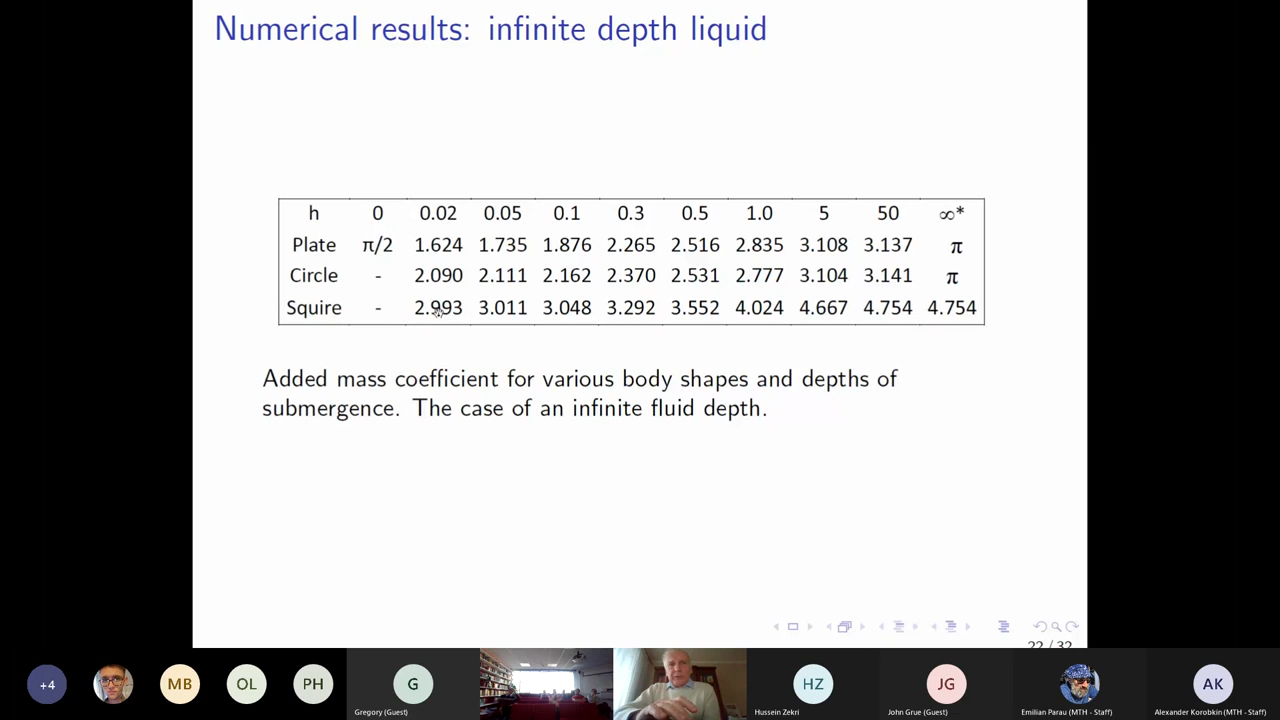 Numerical results: infinite depth liquid
h 0 0.02 0.05 0.1 0.3 0.5 1.0 5 50 ∞*
Plate π/2 1.624 1.735 1.876 2.265 2.516 2.835 3.108 3.137 π
Circle - 2.090 2.111 2.162 2.370 2.531 2.777 3.104 3.141 π
Squire - 2.993 3.011 3.048 3.292 3.552 4.024 4.667 4.754 4.754
Added mass coefficient for various body shapes and depths of
submergence. The case of an infinite fluid depth.
22 / 32
+4 MB OL PH G HZ JG AK
Gregory (Guest) Hussein Zekri John Grue (Guest) Emilian Parau (MTH - Staff) Alexander Korobkin (MTH - Staff)